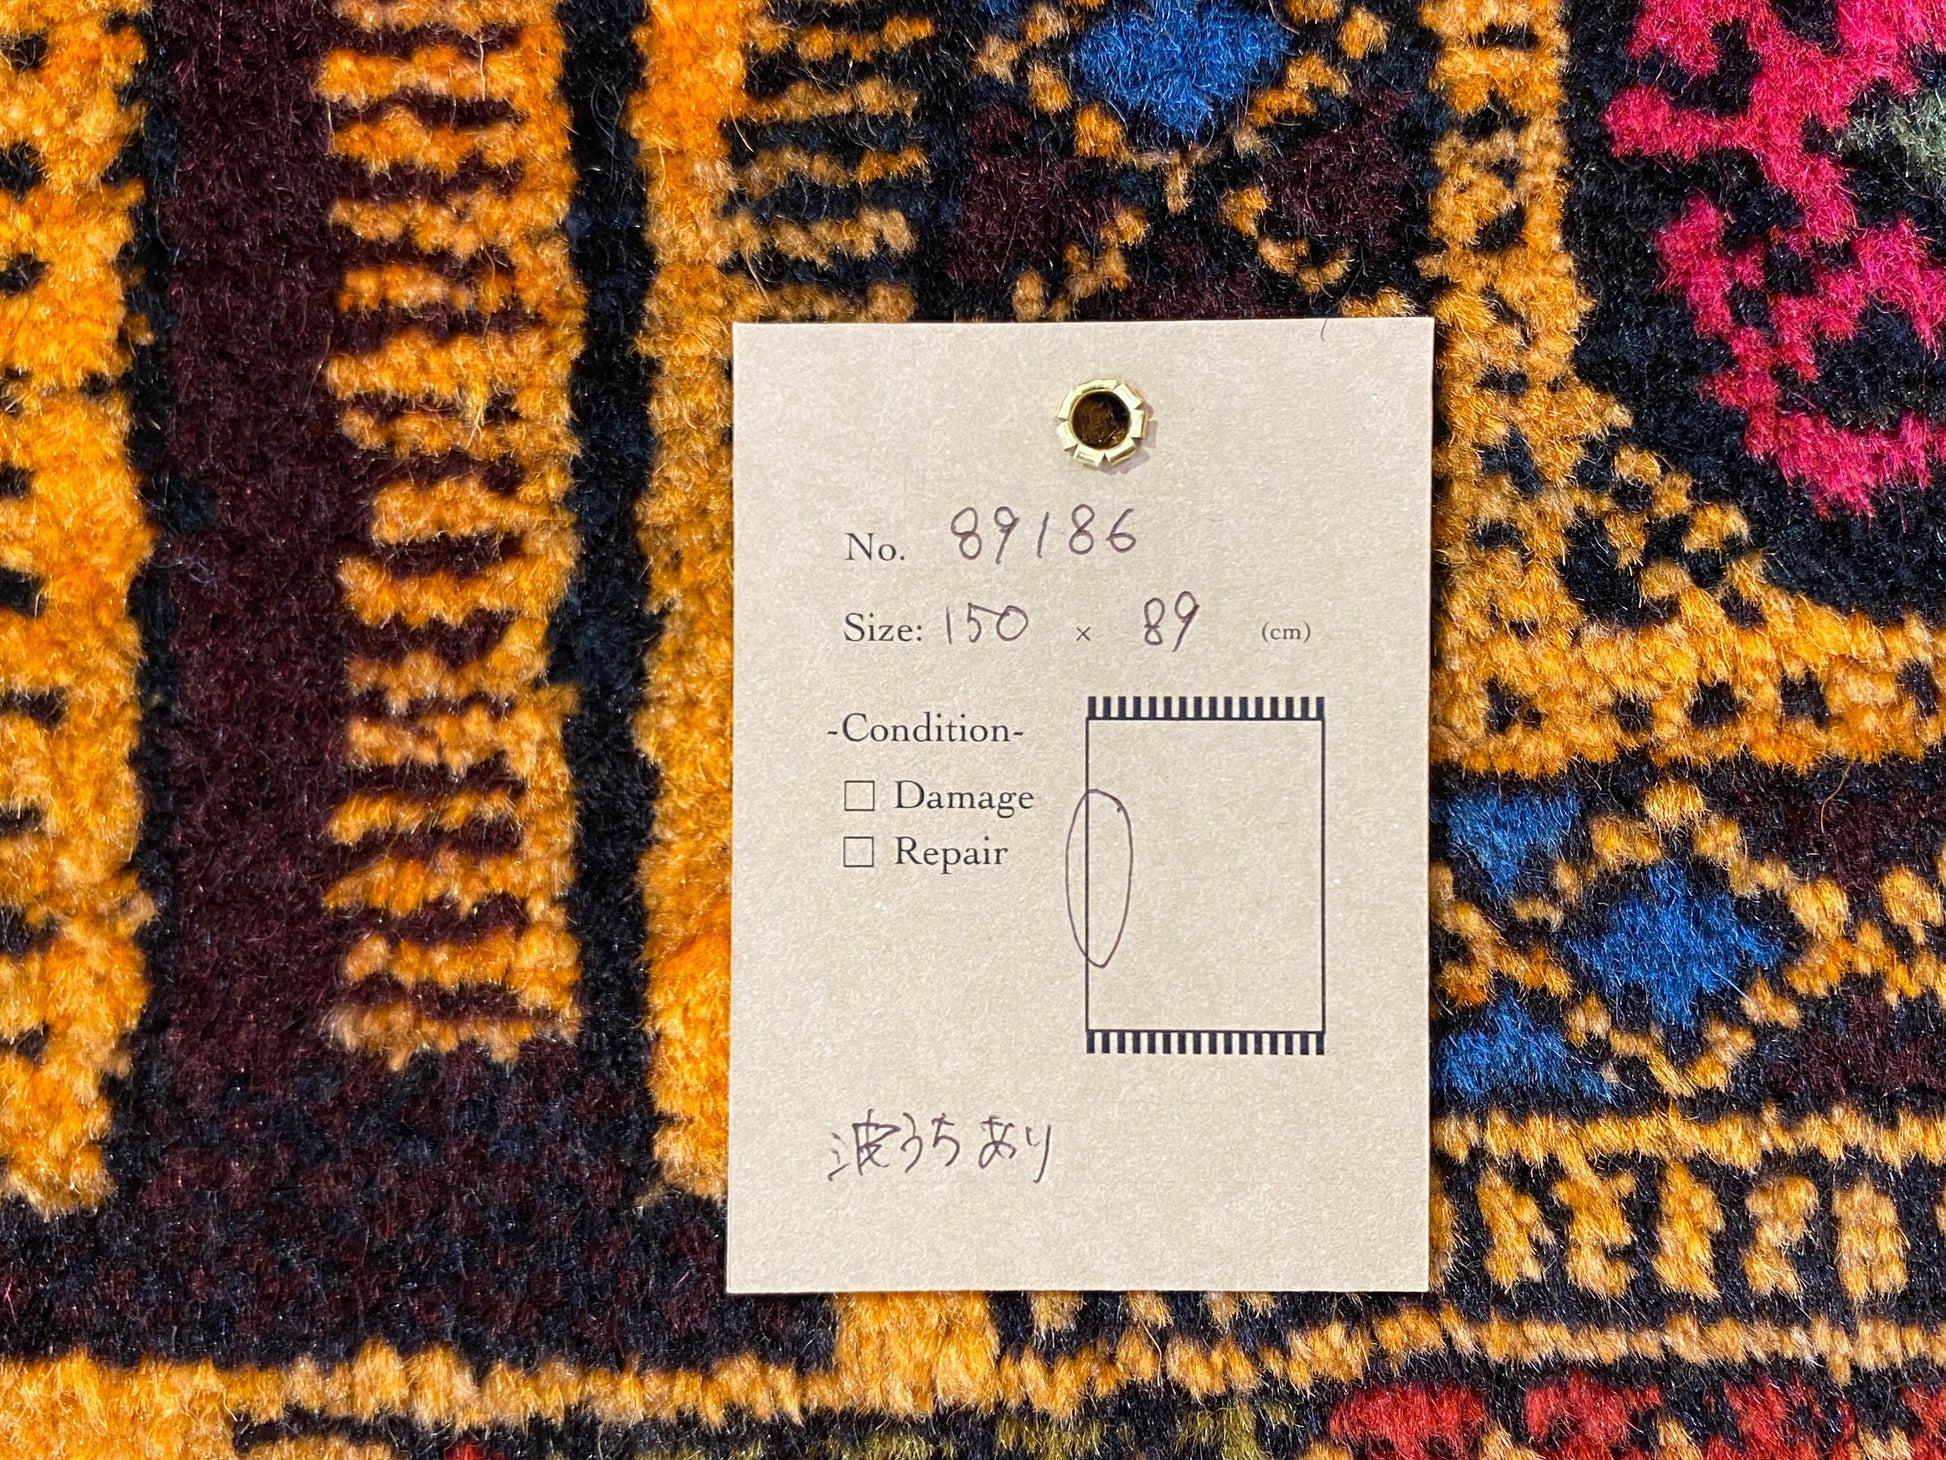 No. 89186
Size: 150 × 89 (cm)
-Condition-
□ Damage
□ Repair
波うちあり